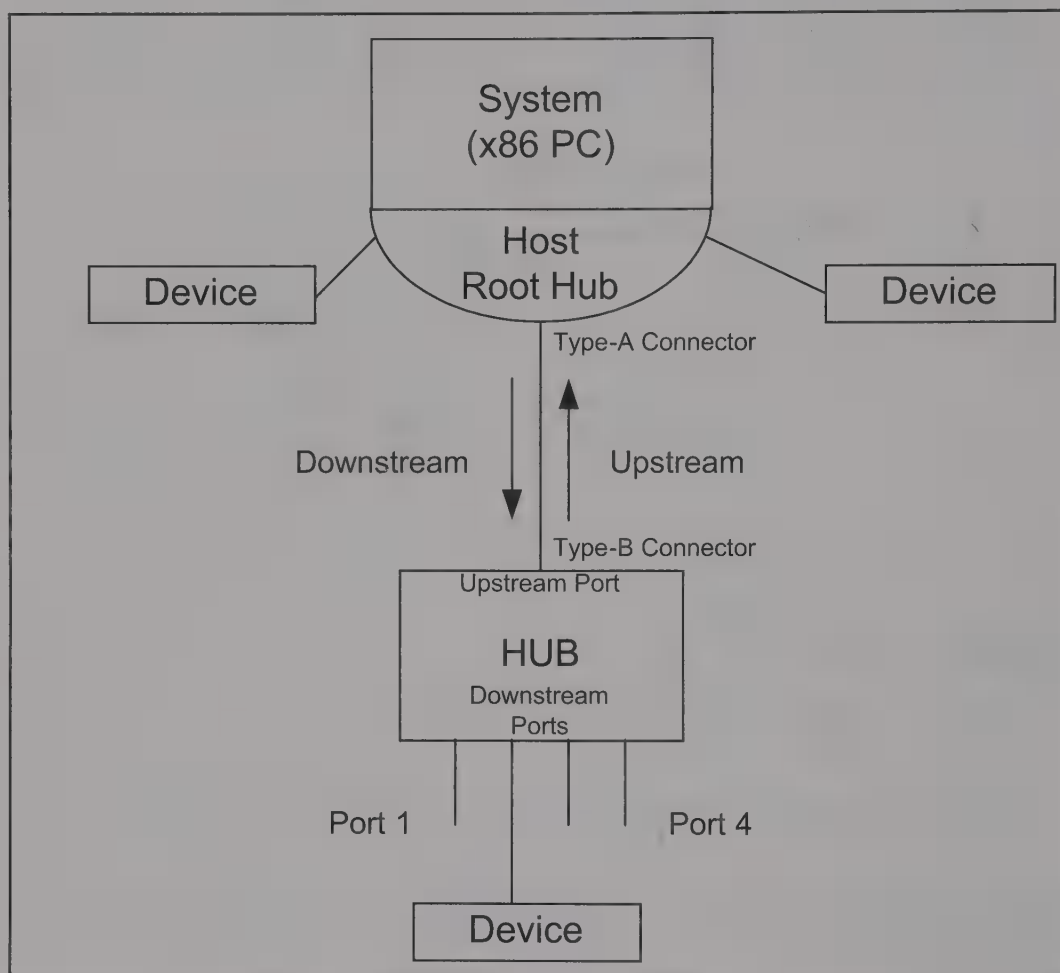 System
(x86 PC)
Host
Root Hub
Device
Device
Type-A Connector
Downstream
Upstream
Type-B Connector
Upstream Port
HUB
Downstream
Ports
Port 1
Port 4
Device